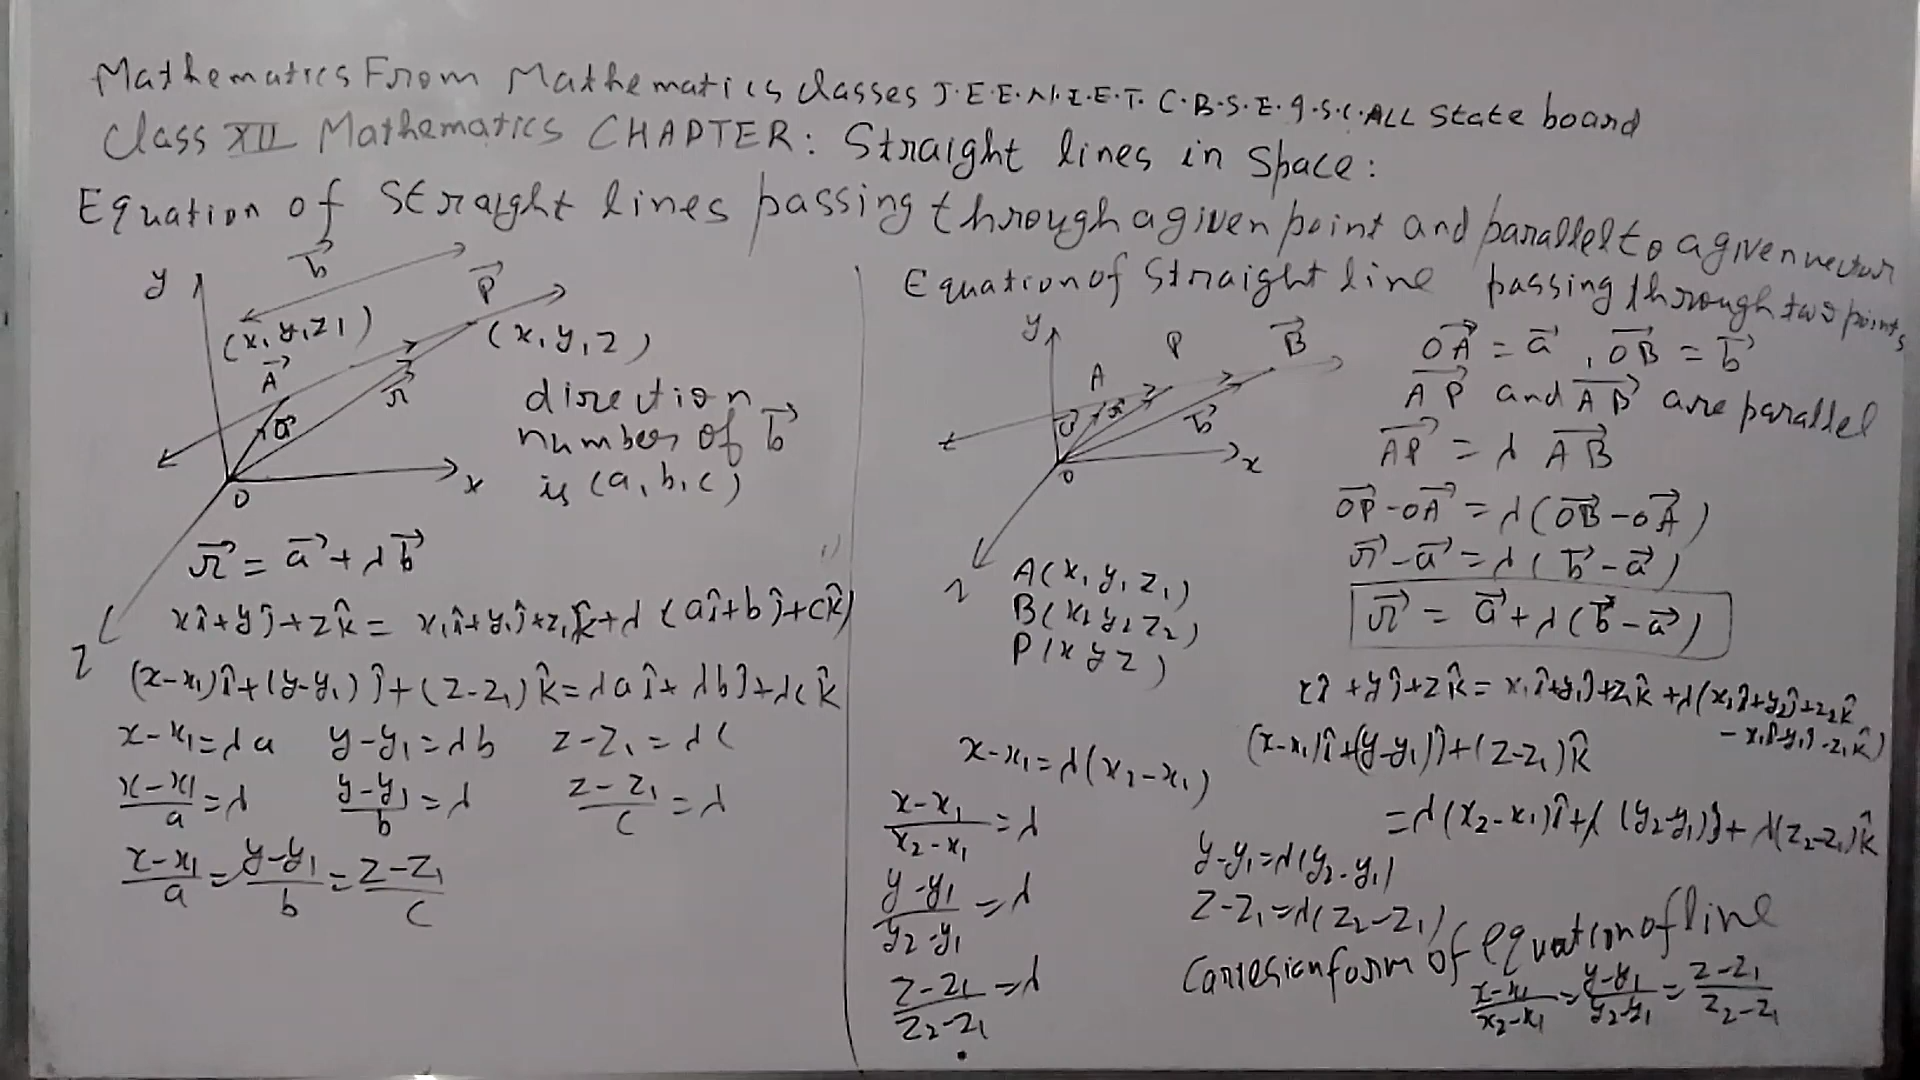 Mathematics From Mathematics classes J.E.E.N.E.E.T. C.B.S.E. I.S.C. ALL State board
Class XII Mathematics CHAPTER: Straight lines in Space:
Equation of Straight lines passing through a given point and parallel to a given vector
y
b⃗
P⃗
(x₁ y₁ z₁)
(x, y, z)
A⃗
r⃗
a⃗
O
x
z
direction
numbers of b⃗
is (a, b, c)
r⃗ = a⃗ + λb⃗
xî+yĵ+zk̂ = x₁î+y₁ĵ+z₁k̂+λ(aî+bĵ+ck̂)
(x-x₁)î+(y-y₁)ĵ+(z-z₁)k̂=λaî+λbĵ+λck̂
x-x₁=λa y-y₁=λb z-z₁=λc
(x-x₁)/a=λ (y-y₁)/b=λ (z-z₁)/c=λ
(x-x₁)/a=(y-y₁)/b=(z-z₁)/c
Equation of Straight line passing through two points
y
A
P
B⃗
b⃗
O
x
z
OA⃗ = a⃗, OB⃗ = b⃗
AP⃗ and AB⃗ are parallel
AP⃗ = λ AB⃗
OP⃗-OA⃗ = λ(OB⃗-OA⃗)
r⃗-a⃗=λ(b⃗-a⃗)
r⃗ = a⃗+λ(b⃗-a⃗)
A(x₁ y₁ z₁)
B(x₂ y₂ z₂)
P(x y z)
xî+yĵ+zk̂=x₁î+y₁ĵ+z₁k̂+λ(x₂î+y₂ĵ+z₂k̂
-x₁î-y₁ĵ-z₁k̂)
(x-x₁)î+(y-y₁)ĵ+(z-z₁)k̂
=λ(x₂-x₁)î+λ(y₂-y₁)ĵ+λ(z₂-z₁)k̂
x-x₁=λ(x₂-x₁)
(x-x₁)/(x₂-x₁)=λ
y-y₁=λ(y₂-y₁)
(y-y₁)/(y₂-y₁)=λ
z-z₁=λ(z₂-z₁)
(z-z₁)/(z₂-z₁)=λ
Cartesian form of equation of line
(x-x₁)/(x₂-x₁)=(y-y₁)/(y₂-y₁)=(z-z₁)/(z₂-z₁)